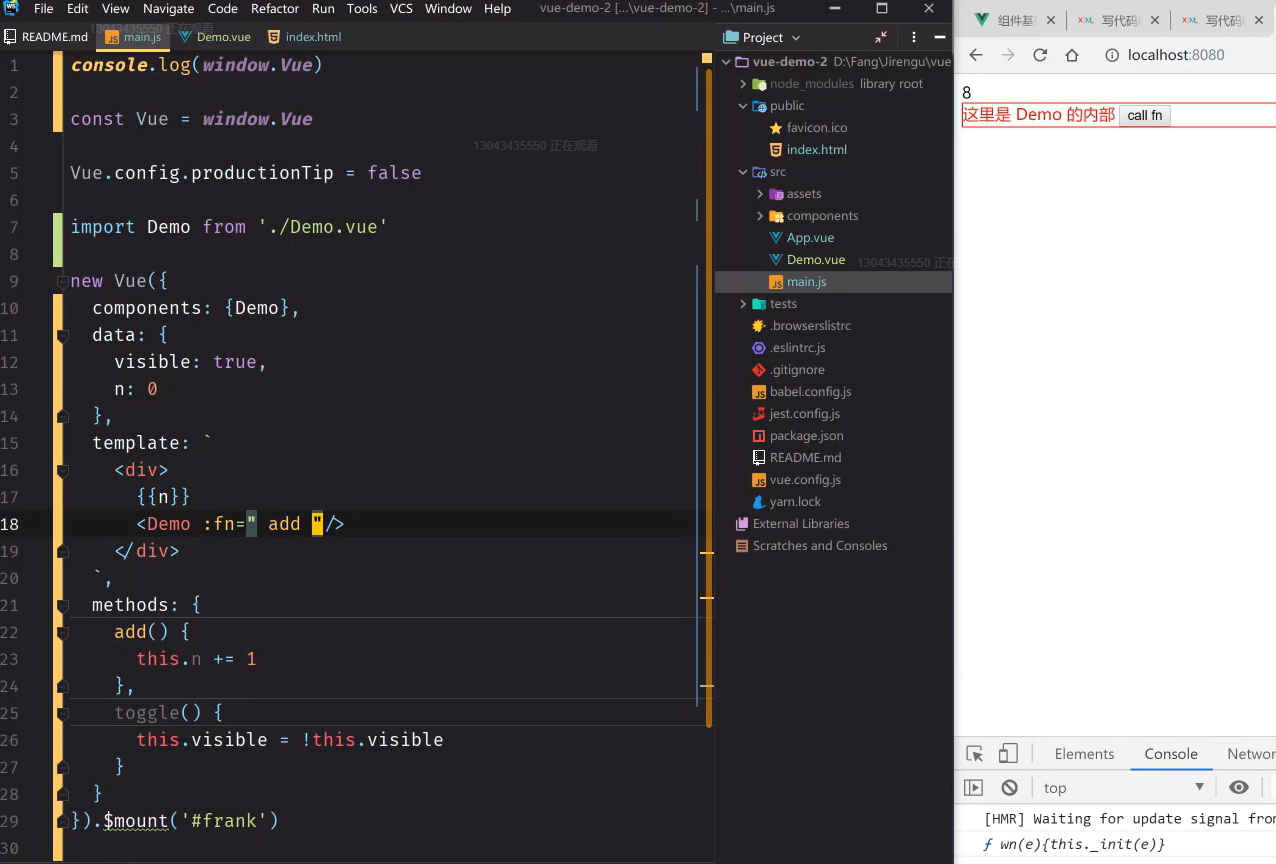 File Edit View Navigate Code Refactor Run Tools VCS Window Help vue-demo-2 [...\vue-demo-2] - ...\main.js
README.md main.js Demo.vue index.html
13043435550 正在观看
1 console.log(window.Vue)
2
3 const Vue = window.Vue
4
13043435550 正在观看
5 Vue.config.productionTip = false
6
7 import Demo from './Demo.vue'
8
9 new Vue({
10 components: {Demo},
11 data: {
12 visible: true,
13 n: 0
14 },
15 template: `
16 <div>
17 {{n}}
18 <Demo :fn=" add "/>
19 </div>
20 `,
21 methods: {
22 add() {
23 this.n += 1
24 },
25 toggle() {
26 this.visible = !this.visible
27 }
28 }
29 }).$mount('#frank')
30
Project
vue-demo-2 D:\Fang\Jirengu\vue
node_modules library root
public
favicon.ico
index.html
src
assets
components
App.vue
Demo.vue
13043435550 正在
main.js
tests
.browserslistrc
.eslintrc.js
.gitignore
babel.config.js
jest.config.js
package.json
README.md
vue.config.js
yarn.lock
External Libraries
Scratches and Consoles
组件基 写代码 写代码
localhost:8080
8
这里是 Demo 的内部 call fn
Elements Console Networ
top
[HMR] Waiting for update signal from
ƒ wn(e){this._init(e)}